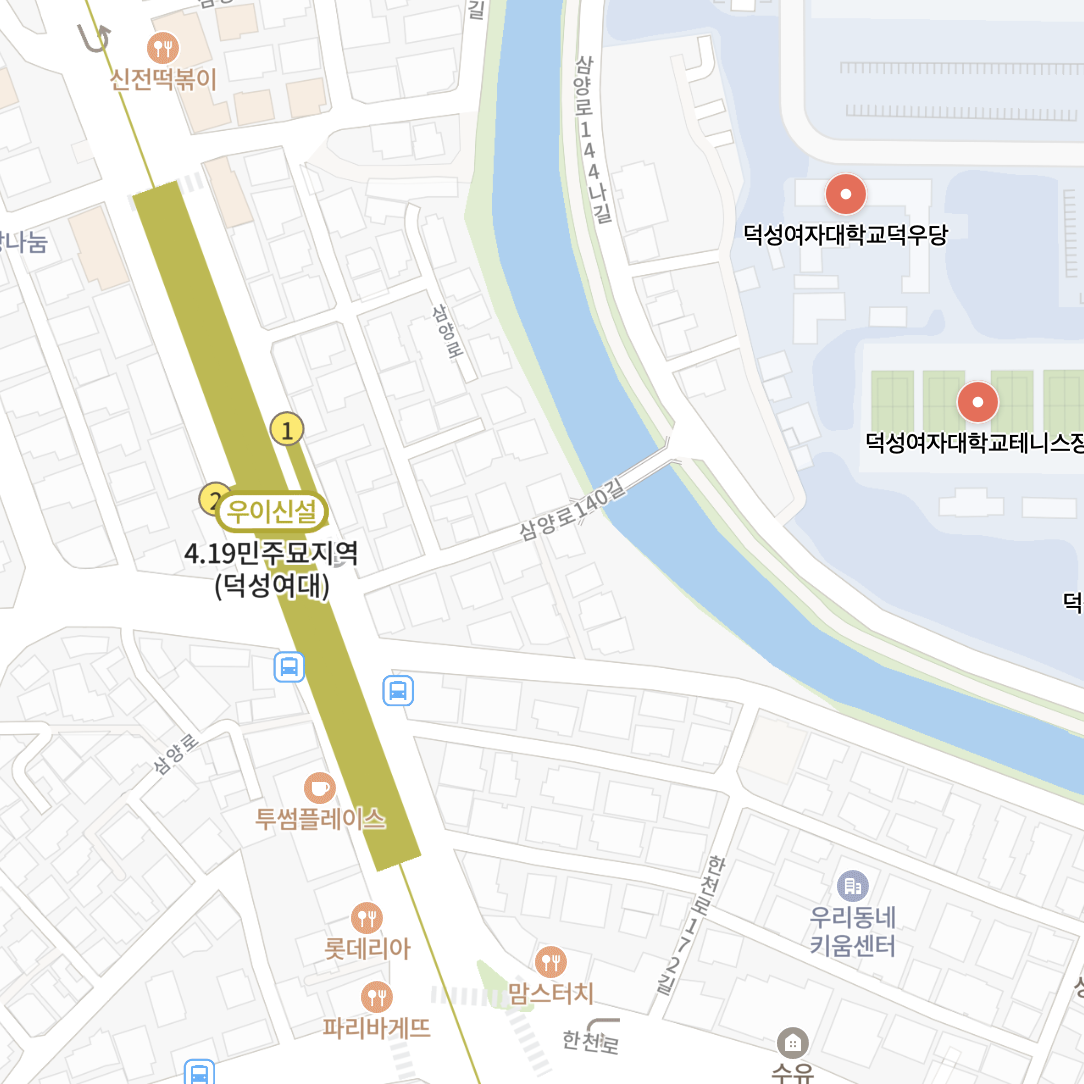 길
신전떡볶이
삼양로144나길
덕성여자대학교덕우당
나눔
삼양로
1
덕성여자대학교테니스장
2
우이신설
삼양로140길
4.19민주묘지역
(덕성여대)
덕
삼양로
투썸플레이스
한천로172길
우리동네
키움센터
롯데리아
맘스터치
파리바게뜨
한천로
수유